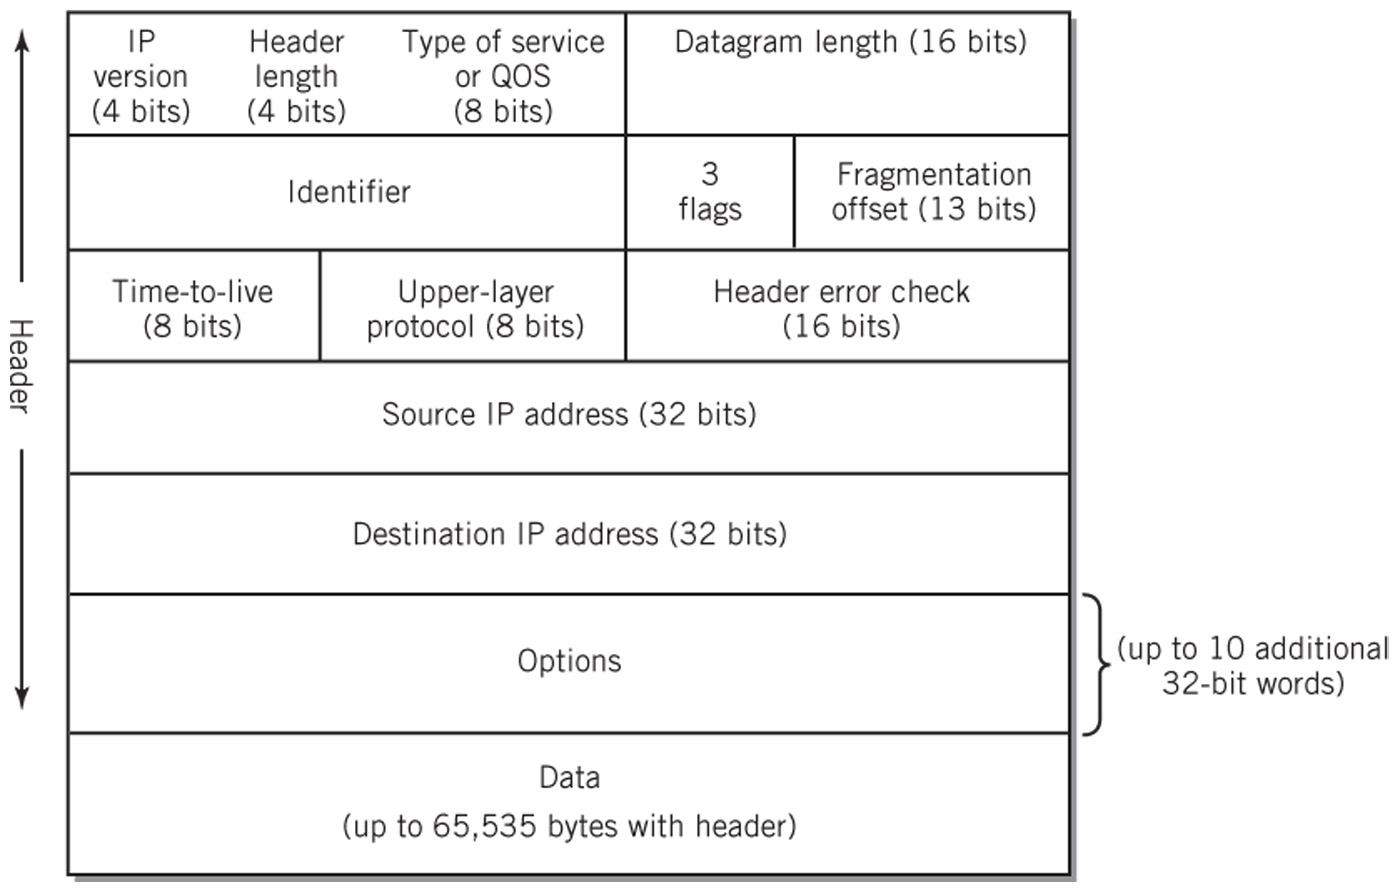 IP
version
(4 bits)
Header
length
(4 bits)
Type of service
or QOS
(8 bits)
Datagram length (16 bits)
Identifier
3
flags
Fragmentation
offset (13 bits)
Time-to-live
(8 bits)
Upper-layer
protocol (8 bits)
Header error check
(16 bits)
Header
Source IP address (32 bits)
Destination IP address (32 bits)
Options
(up to 10 additional
32-bit words)
Data
(up to 65,535 bytes with header)